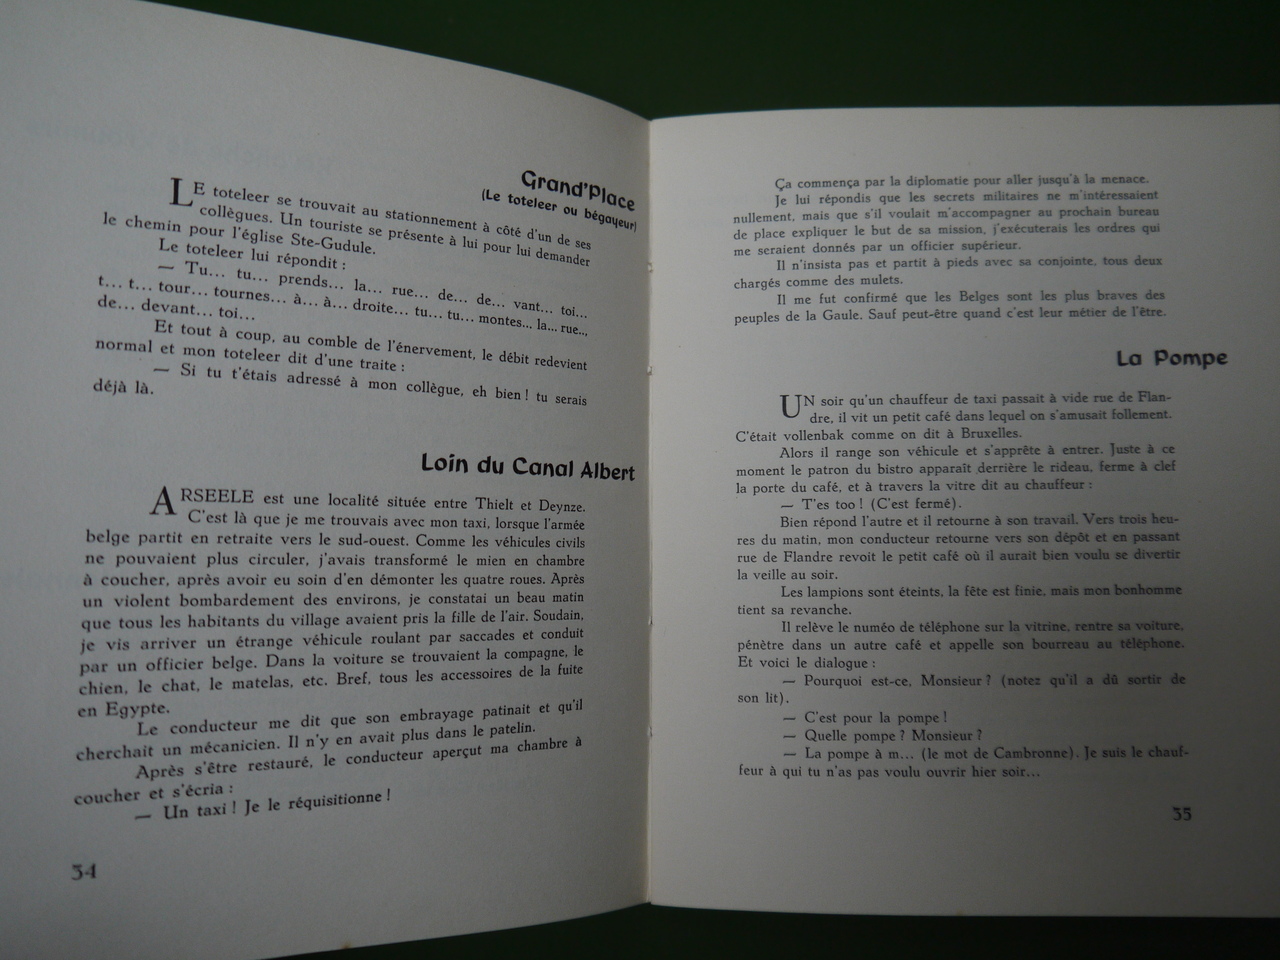 Grand'Place
(Le toteleer ou bégayeur)
LE toteleer se trouvait au stationnement à côté d'un de ses
collègues. Un touriste se présente à lui pour lui demander
le chemin pour l'église Ste-Gudule.
Le toteleer lui répondit :
— Tu... tu... prends... la... rue... de... de... vant... toi...
t... t... tour... tournes... à... à... droite... tu... tu... montes... la... rue...
de... devant... toi...
Et tout à coup, au comble de l'énervement, le débit redevient
normal et mon toteleer dit d'une traite :
— Si tu t'étais adressé à mon collègue, eh bien ! tu serais
déjà là.
Loin du Canal Albert
ARSEELE est une localité située entre Thielt et Deynze.
C'est là que je me trouvais avec mon taxi, lorsque l'armée
belge partit en retraite vers le sud-ouest. Comme les véhicules civils
ne pouvaient plus circuler, j'avais transformé le mien en chambre
à coucher, après avoir eu soin d'en démonter les quatre roues. Après
un violent bombardement des environs, je constatai un beau matin
que tous les habitants du village avaient pris la fille de l'air. Soudain,
je vis arriver un étrange véhicule roulant par saccades et conduit
par un officier belge. Dans la voiture se trouvaient la compagne, le
chien, le chat, le matelas, etc. Bref, tous les accessoires de la fuite
en Egypte.
Le conducteur me dit que son embrayage patinait et qu'il
cherchait un mécanicien. Il n'y en avait plus dans le patelin.
Après s'être restauré, le conducteur aperçut ma chambre à
coucher et s'écria :
— Un taxi ! Je le réquisitionne !
34
Ça commença par la diplomatie pour aller jusqu'à la menace.
Je lui répondis que les secrets militaires ne m'intéressaient
nullement, mais que s'il voulait m'accompagner au prochain bureau
de place expliquer le but de sa mission, j'exécuterais les ordres qui
me seraient donnés par un officier supérieur.
Il n'insista pas et partit à pieds avec sa conjointe, tous deux
chargés comme des mulets.
Il me fut confirmé que les Belges sont les plus braves des
peuples de la Gaule. Sauf peut-être quand c'est leur métier de l'être.
La Pompe
UN soir qu'un chauffeur de taxi passait à vide rue de Flan-
dre, il vit un petit café dans lequel on s'amusait follement.
C'était vollenbak comme on dit à Bruxelles.
Alors il range son véhicule et s'apprête à entrer. Juste à ce
moment le patron du bistro apparaît derrière le rideau, ferme à clef
la porte du café, et à travers la vitre dit au chauffeur :
— T'es too ! (C'est fermé).
Bien répond l'autre et il retourne à son travail. Vers trois heu-
res du matin, mon conducteur retourne vers son dépôt et en passant
rue de Flandre revoit le petit café où il aurait bien voulu se divertir
la veille au soir.
Les lampions sont éteints, la fête est finie, mais mon bonhomme
tient sa revanche.
Il relève le numéo de téléphone sur la vitrine, rentre sa voiture,
pénètre dans un autre café et appelle son bourreau au téléphone.
Et voici le dialogue :
— Pourquoi est-ce, Monsieur ? (notez qu'il a dû sortir de
son lit).
— C'est pour la pompe !
— Quelle pompe ? Monsieur ?
— La pompe à m... (le mot de Cambronne). Je suis le chauf-
feur à qui tu n'as pas voulu ouvrir hier soir...
35